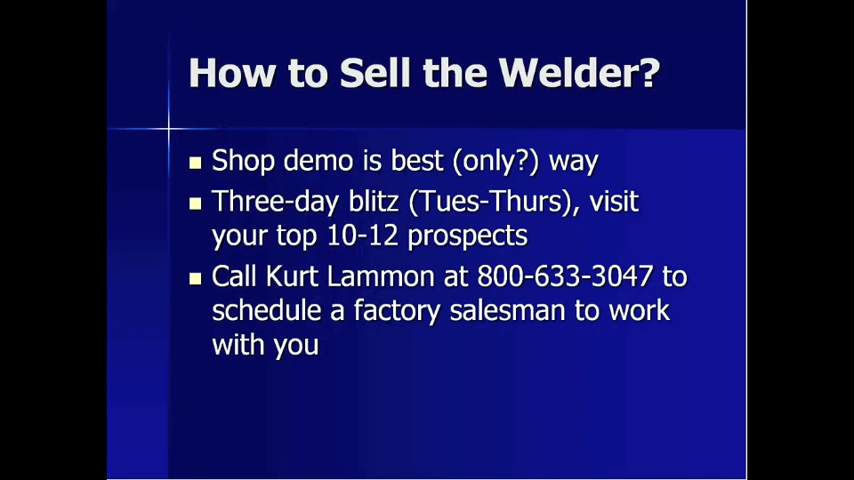 How to Sell the Welder?
Shop demo is best (only?) way
Three-day blitz (Tues-Thurs), visit
your top 10-12 prospects
Call Kurt Lammon at 800-633-3047 to
schedule a factory salesman to work
with you